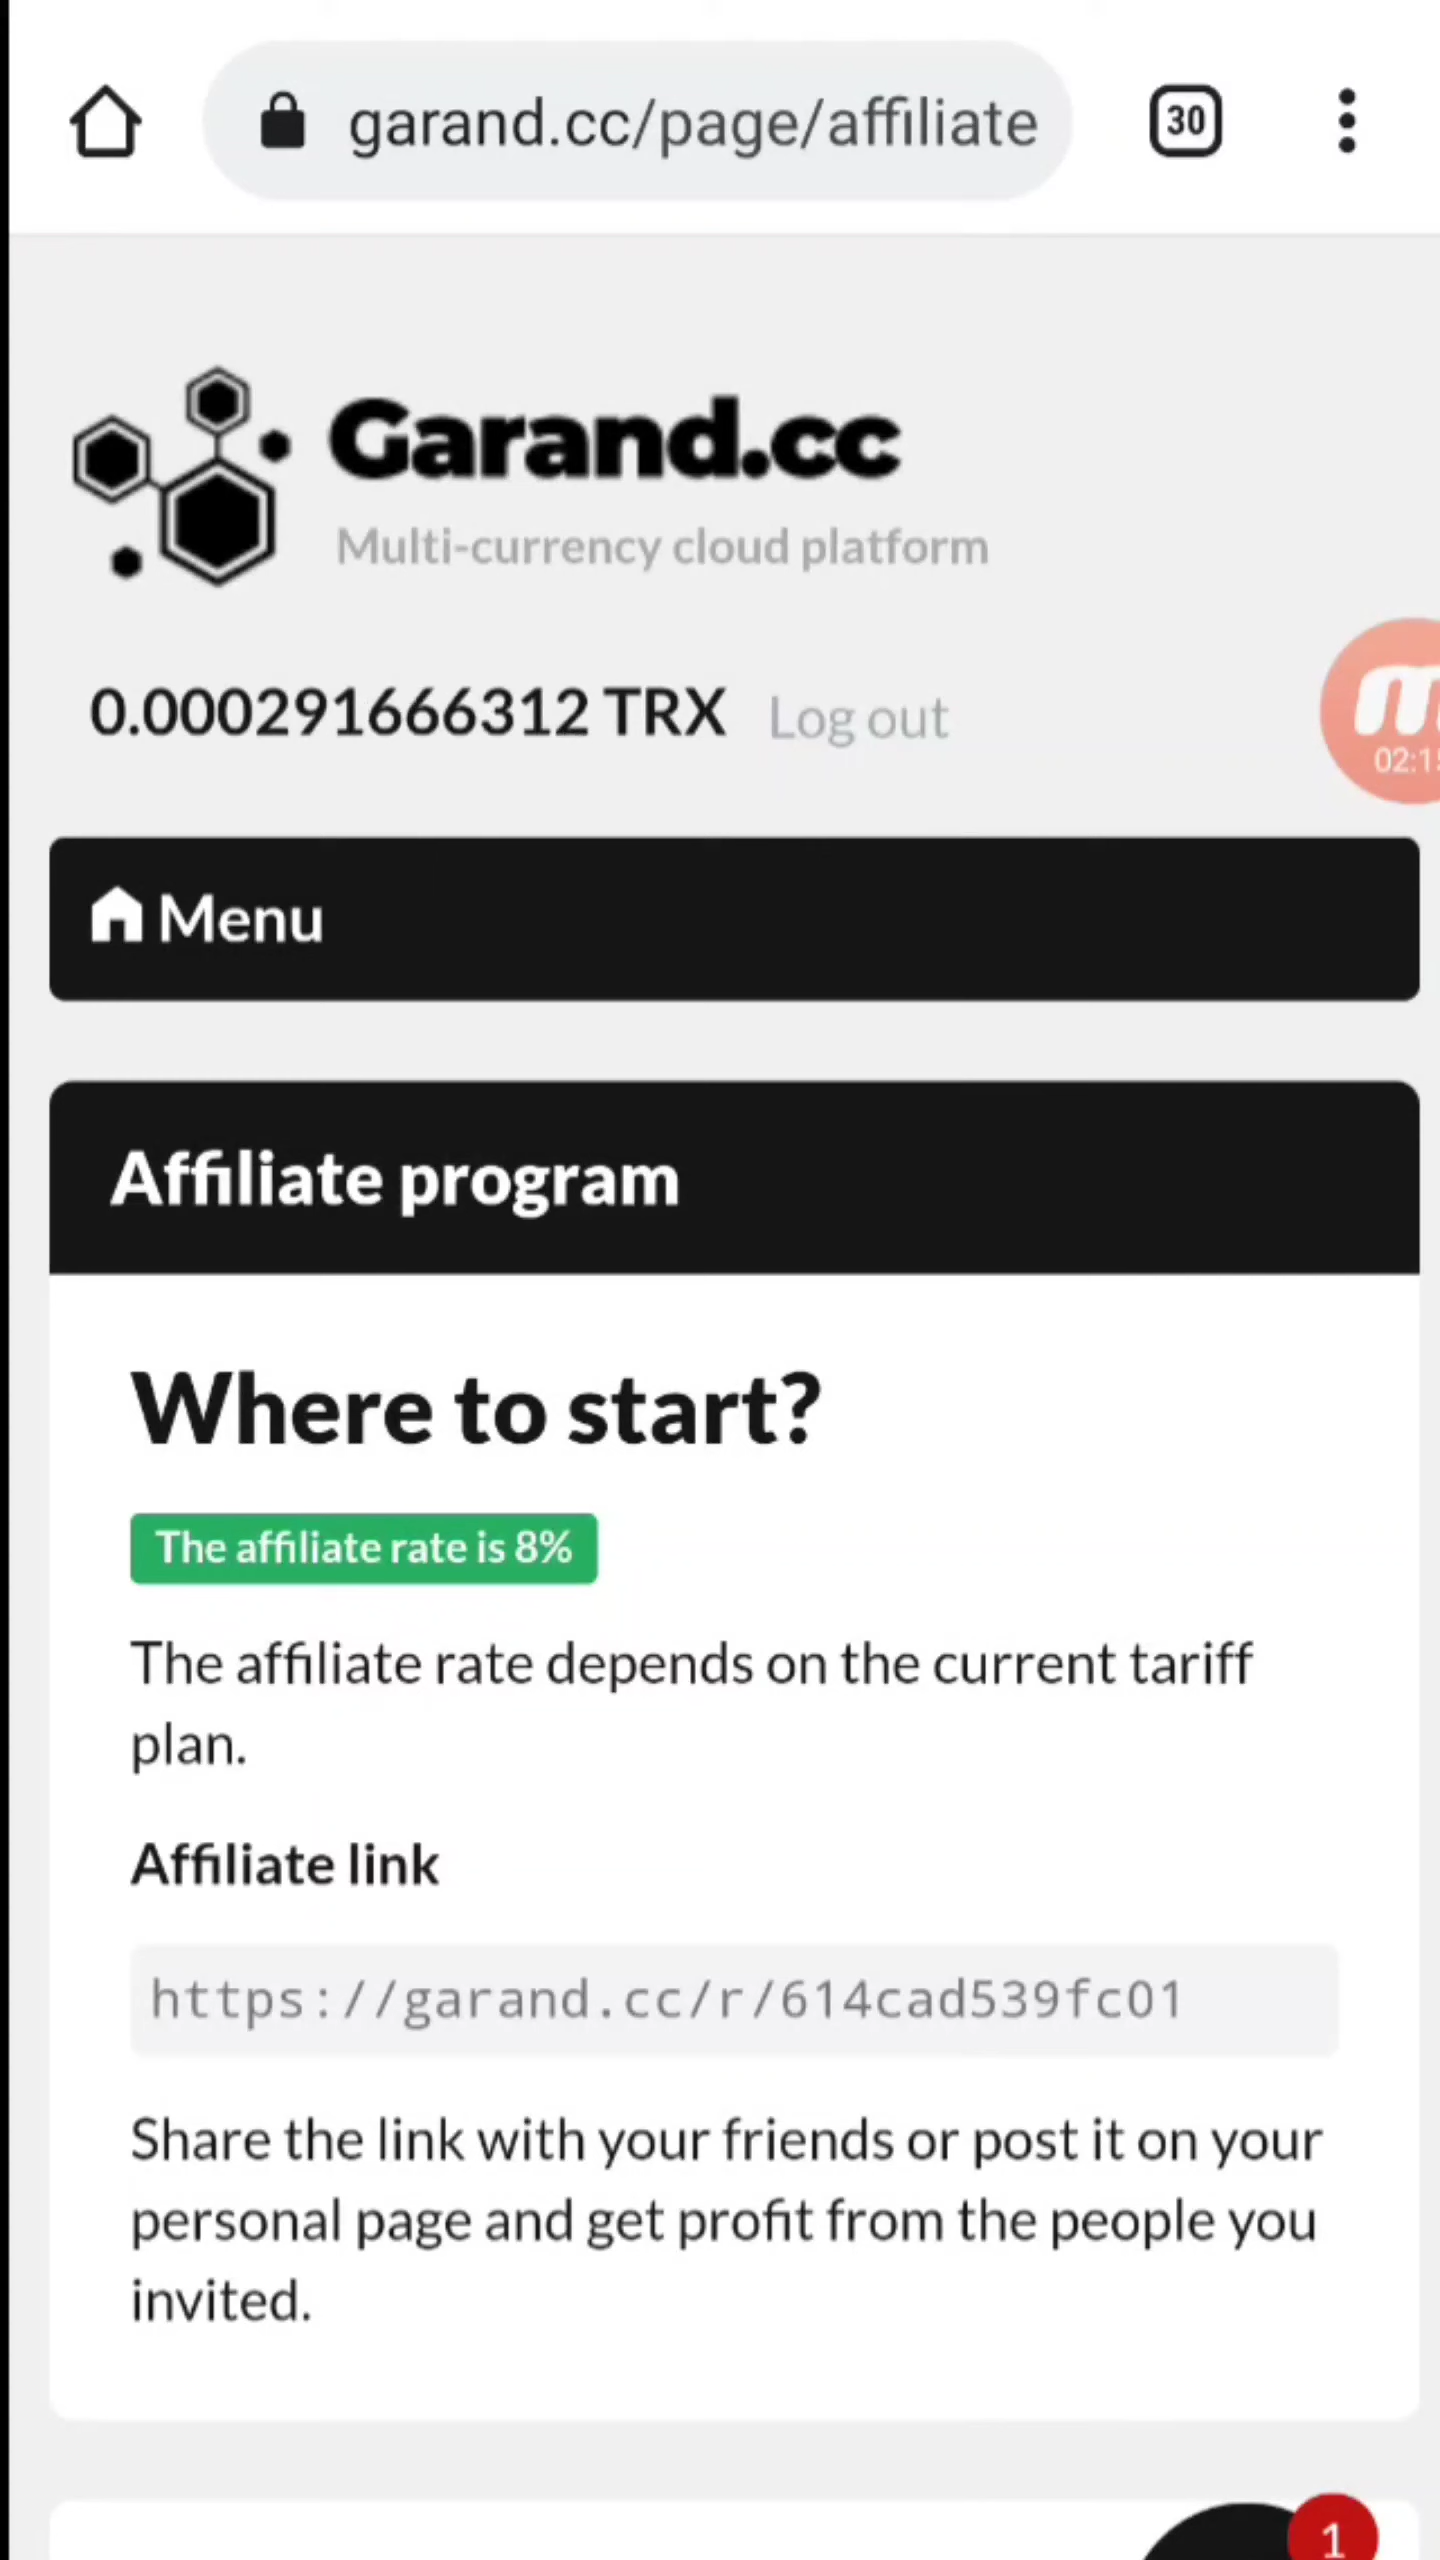 garand.cc/page/affiliate
30
Garand.cc
Multi-currency cloud platform
0.000291666312 TRX Log out
02:1
Menu
Affiliate program
Where to start?
The affiliate rate is 8%
The affiliate rate depends on the current tariff
plan.
Affiliate link
https://garand.cc/r/614cad539fc01
Share the link with your friends or post it on your
personal page and get profit from the people you
invited.
1